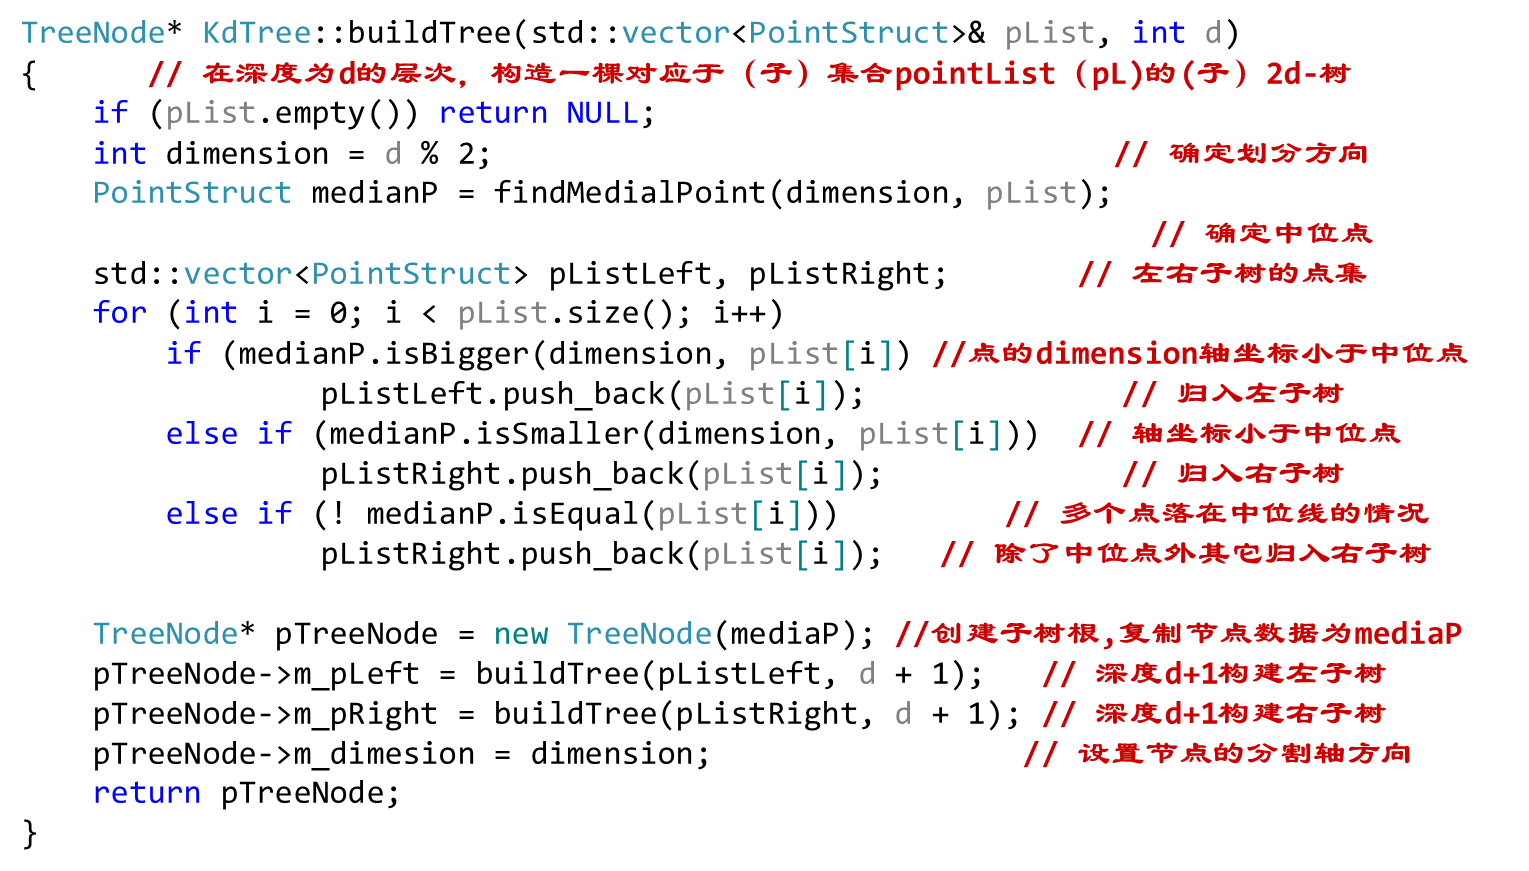 TreeNode* KdTree::buildTree(std::vector<PointStruct>& pList, int d)
{ // 在深度为d的层次, 构造一棵对应于（子）集合pointList（pL)的(子）2d-树
if (pList.empty()) return NULL;
int dimension = d % 2; // 确定划分方向
PointStruct medianP = findMedialPoint(dimension, pList);
// 确定中位点
std::vector<PointStruct> pListLeft, pListRight; // 左右子树的点集
for (int i = 0; i < pList.size(); i++)
if (medianP.isBigger(dimension, pList[i]) //点的dimension轴坐标小于中位点
pListLeft.push_back(pList[i]); // 归入左子树
else if (medianP.isSmaller(dimension, pList[i])) // 轴坐标小于中位点
pListRight.push_back(pList[i]); // 归入右子树
else if (! medianP.isEqual(pList[i])) // 多个点落在中位线的情况
pListRight.push_back(pList[i]); // 除了中位点外其它归入右子树
TreeNode* pTreeNode = new TreeNode(mediaP); //创建子树根,复制节点数据为mediaP
pTreeNode->m_pLeft = buildTree(pListLeft, d + 1); // 深度d+1构建左子树
pTreeNode->m_pRight = buildTree(pListRight, d + 1); // 深度d+1构建右子树
pTreeNode->m_dimesion = dimension; // 设置节点的分割轴方向
return pTreeNode;
}